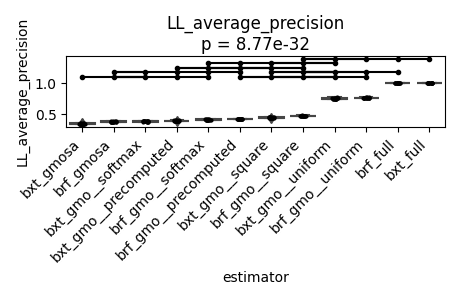 LL_average_precision
p = 8.77e-32
LL_average_precision
1.0
0.5
bxt_gmosa
brf_gmosa
bxt_gmo__softmax
bxt_gmo__precomputed
brf_gmo__softmax
brf_gmo__precomputed
bxt_gmo__square
brf_gmo__square
bxt_gmo__uniform
brf_gmo__uniform
brf_full
bxt_full
estimator